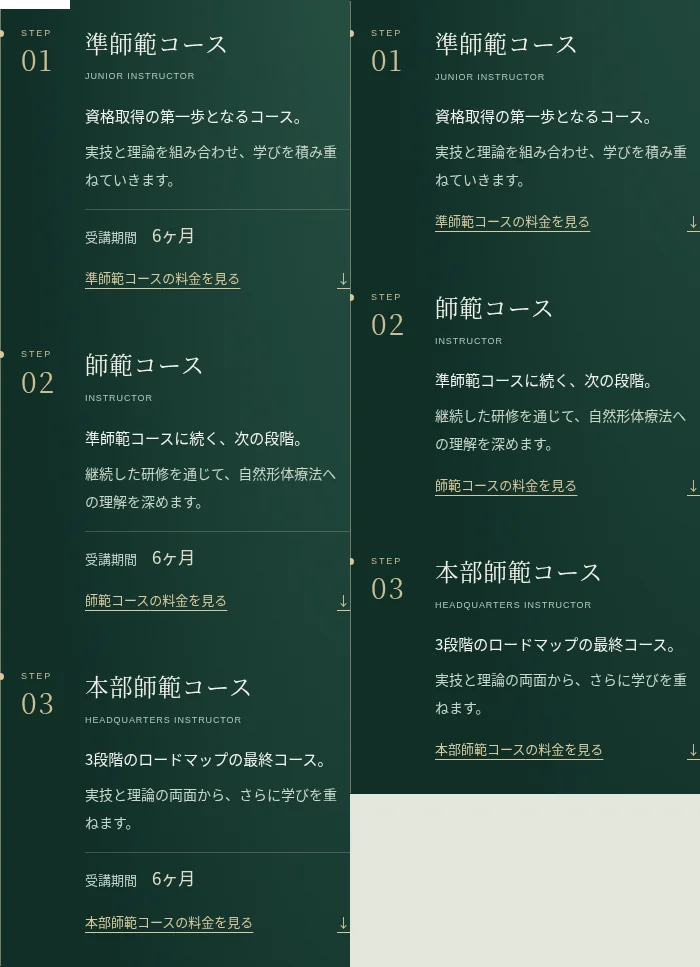 STEP
01
準師範コース
JUNIOR INSTRUCTOR
資格取得の第一歩となるコース。
実技と理論を組み合わせ、学びを積み重
ねていきます。
受講期間 6ヶ月
準師範コースの料金を見る ↓
STEP
02
師範コース
INSTRUCTOR
準師範コースに続く、次の段階。
継続した研修を通じて、自然形体療法へ
の理解を深めます。
受講期間 6ヶ月
師範コースの料金を見る ↓
STEP
03
本部師範コース
HEADQUARTERS INSTRUCTOR
3段階のロードマップの最終コース。
実技と理論の両面から、さらに学びを重
ねます。
受講期間 6ヶ月
本部師範コースの料金を見る ↓
STEP
01
準師範コース
JUNIOR INSTRUCTOR
資格取得の第一歩となるコース。
実技と理論を組み合わせ、学びを積み重
ねていきます。
準師範コースの料金を見る ↓
STEP
02
師範コース
INSTRUCTOR
準師範コースに続く、次の段階。
継続した研修を通じて、自然形体療法へ
の理解を深めます。
師範コースの料金を見る ↓
STEP
03
本部師範コース
HEADQUARTERS INSTRUCTOR
3段階のロードマップの最終コース。
実技と理論の両面から、さらに学びを重
ねます。
本部師範コースの料金を見る ↓